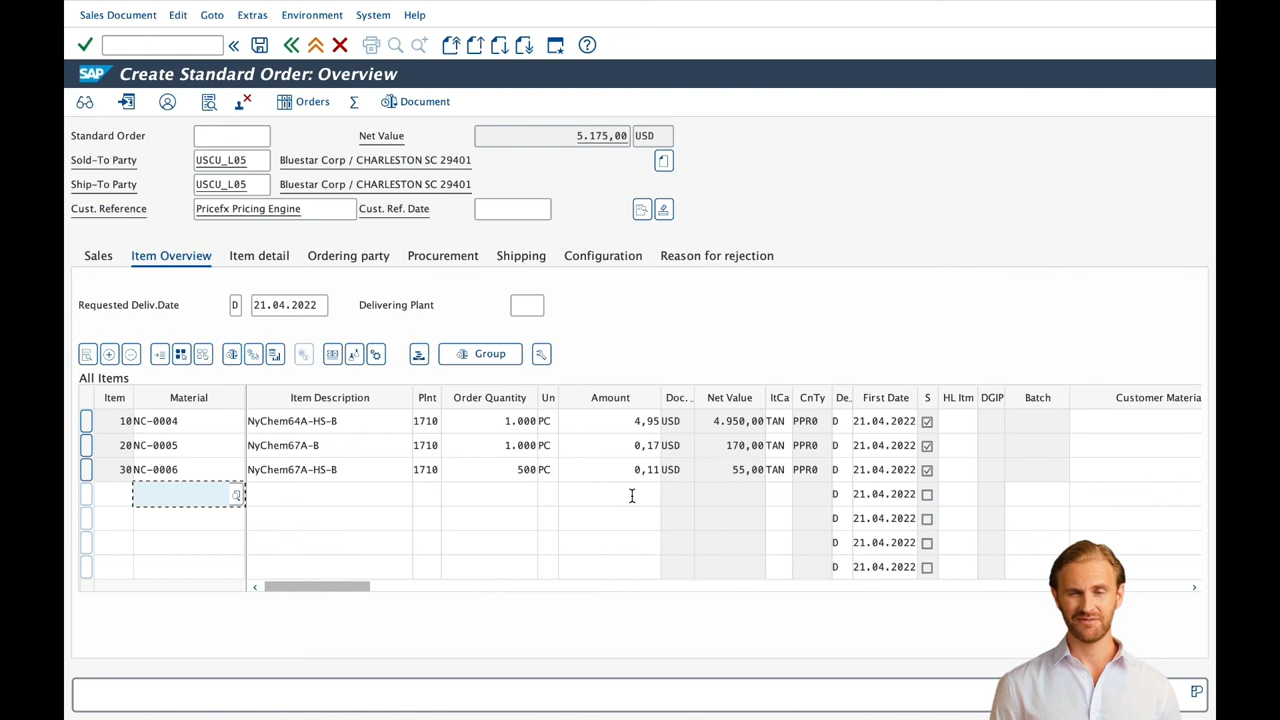 Sales Document Edit Goto Extras Environment System Help
SAP Create Standard Order: Overview
Orders Document
Standard Order Net Value 5.175,00 USD
Sold-To Party USCU_L05 Bluestar Corp / CHARLESTON SC 29401
Ship-To Party USCU_L05 Bluestar Corp / CHARLESTON SC 29401
Cust. Reference Pricefx Pricing Engine Cust. Ref. Date
Sales Item Overview Item detail Ordering party Procurement Shipping Configuration Reason for rejection
Requested Deliv.Date D 21.04.2022 Delivering Plant
Group
All Items
Item Material Item Description Plnt Order Quantity Un Amount Doc. .. Net Value ItCa CnTy De.. First Date S HL Itm DGIP Batch Customer Materia
10 NC-0004 NyChem64A-HS-B 1710 1.000 PC 4,95 USD 4.950,00 TAN PPR0 D 21.04.2022
20 NC-0005 NyChem67A-B 1710 1.000 PC 0,17 USD 170,00 TAN PPR0 D 21.04.2022
30 NC-0006 NyChem67A-HS-B 1710 500 PC 0,11 USD 55,00 TAN PPR0 D 21.04.2022
D 21.04.2022
D 21.04.2022
D 21.04.2022
D 21.04.2022